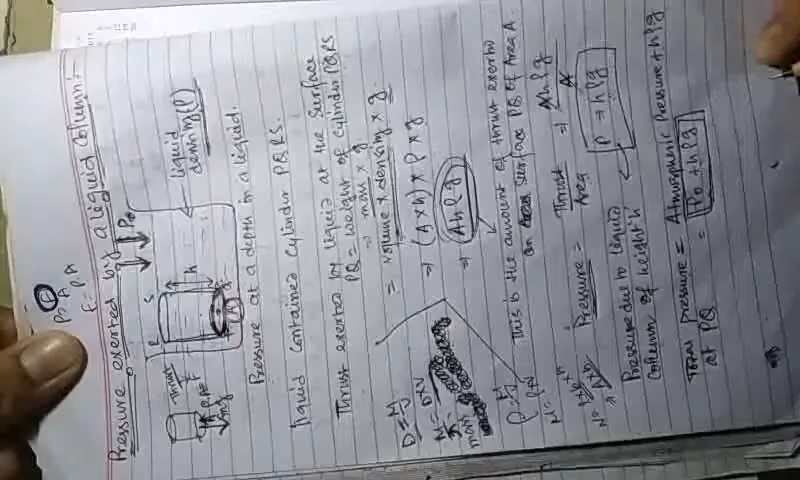 P = F/A
F = P.A
Pressure exerted by a liquid column:-
P₀
Thrust
F
mg
R S
h
A
liquid density (ρ)
Pressure at a depth in a liquid.
liquid contained cylinder PQRS.
Thrust exerted by liquid at the surface
PQ = weight of cylinder PQRS
= mass × g
= volume × density × g.
⇒ (A×h) × ρ × g
⇒ Ahρg
D = M/V
M = D×V
mass
ρ = M/V
This is the amount of thrust exerted
on Area Surface PQ of Area A.
Pressure = Thrust/Area ⇒ Ahρg/A
P ⇒ hρg
Pressure due to liquid
column of height h
Total pressure = Atmospheric Pressure + hρg
at PQ = P₀ + hρg